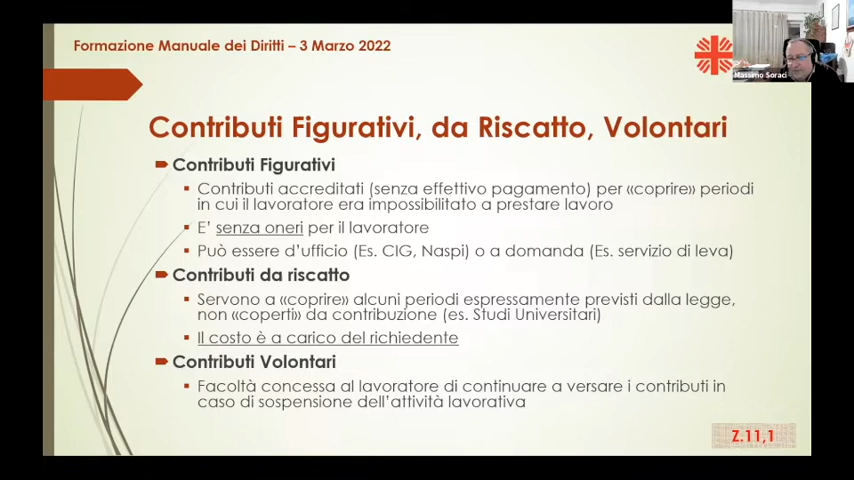 Formazione Manuale dei Diritti – 3 Marzo 2022
Massimo Soraci
Contributi Figurativi, da Riscatto, Volontari
Contributi Figurativi
Contributi accreditati (senza effettivo pagamento) per «coprire» periodi
in cui il lavoratore era impossibilitato a prestare lavoro
E' senza oneri per il lavoratore
Può essere d'ufficio (Es. CIG, Naspi) o a domanda (Es. servizio di leva)
Contributi da riscatto
Servono a «coprire» alcuni periodi espressamente previsti dalla legge,
non «coperti» da contribuzione (es. Studi Universitari)
Il costo è a carico del richiedente
Contributi Volontari
Facoltà concessa al lavoratore di continuare a versare i contributi in
caso di sospensione dell'attività lavorativa
Z.11,1